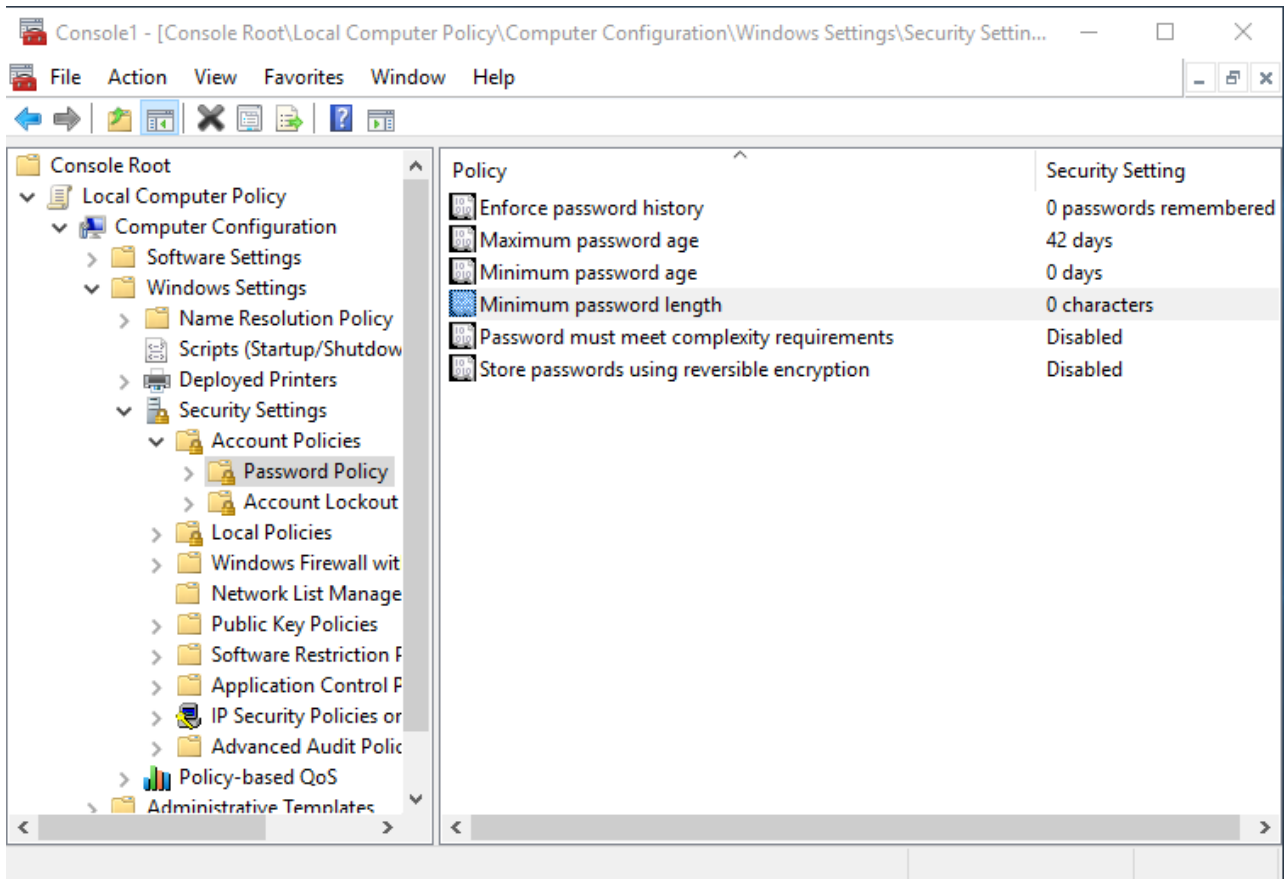 Console1 - [Console Root\Local Computer Policy\Computer Configuration\Windows Settings\Security Settin...
File Action View Favorites Window Help
Console Root
Local Computer Policy
Computer Configuration
Software Settings
Windows Settings
Name Resolution Policy
Scripts (Startup/Shutdow
Deployed Printers
Security Settings
Account Policies
Password Policy
Account Lockout
Local Policies
Windows Firewall wit
Network List Manage
Public Key Policies
Software Restriction P
Application Control P
IP Security Policies or
Advanced Audit Polic
Policy-based QoS
Administrative Templates
Policy Security Setting
Enforce password history 0 passwords remembered
Maximum password age 42 days
Minimum password age 0 days
Minimum password length 0 characters
Password must meet complexity requirements Disabled
Store passwords using reversible encryption Disabled